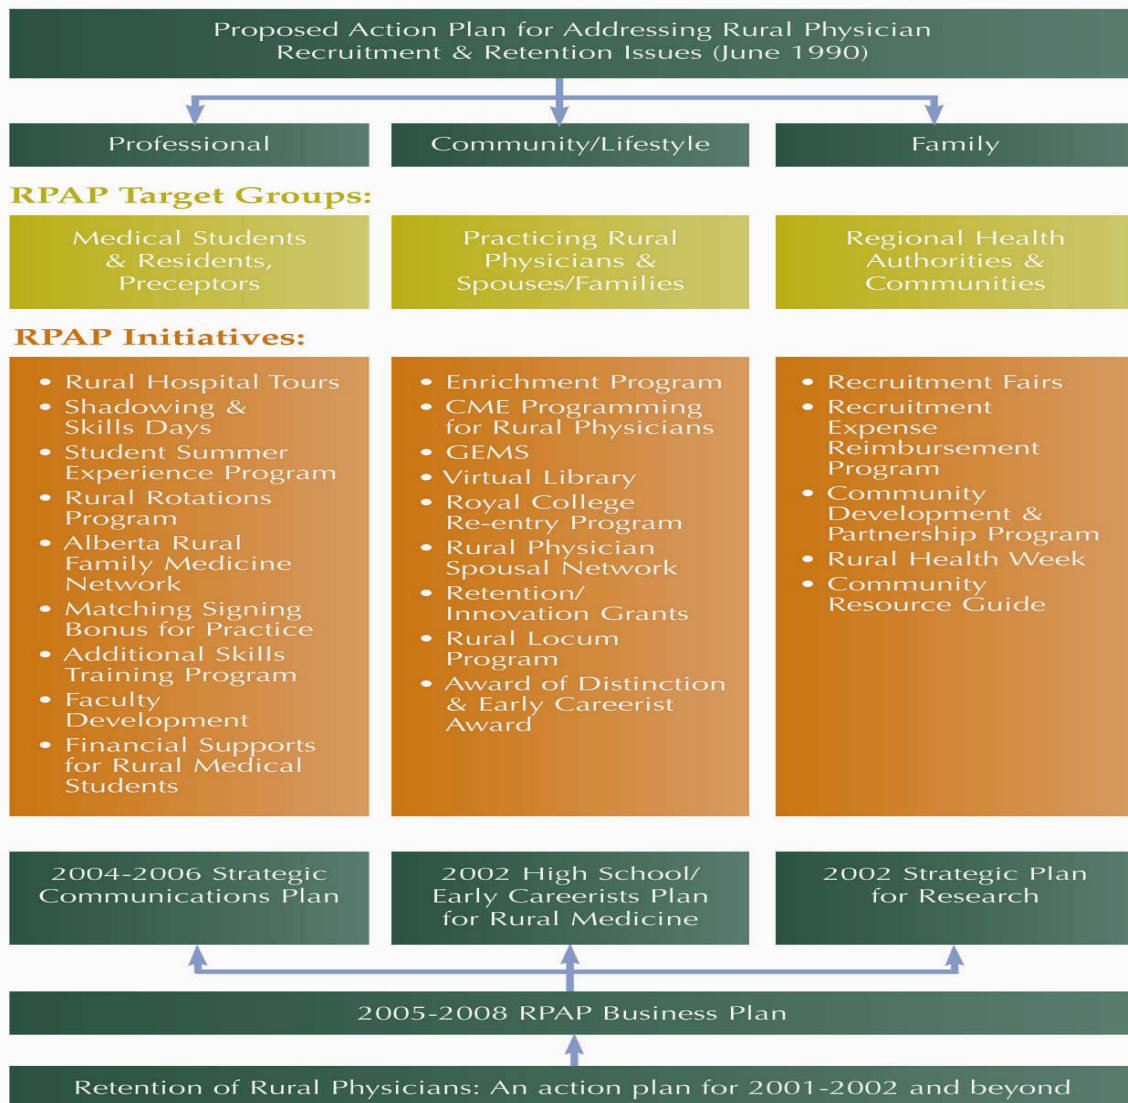 Proposed Action Plan for Addressing Rural Physician
Recruitment & Retention Issues (June 1990)
Professional
Community/Lifestyle
Family
RPAP Target Groups:
Medical Students
& Residents,
Preceptors
Practicing Rural
Physicians &
Spouses/Families
Regional Health
Authorities &
Communities
RPAP Initiatives:
• Rural Hospital Tours
• Shadowing &
Skills Days
• Student Summer
Experience Program
• Rural Rotations
Program
• Alberta Rural
Family Medicine
Network
• Matching Signing
Bonus for Practice
• Additional Skills
Training Program
• Faculty
Development
• Financial Supports
for Rural Medical
Students
• Enrichment Program
• CME Programming
for Rural Physicians
• GEMS
• Virtual Library
• Royal College
Re-entry Program
• Rural Physician
Spousal Network
• Retention/
Innovation Grants
• Rural Locum
Program
• Award of Distinction
& Early Careerist
Award
• Recruitment Fairs
• Recruitment
Expense
Reimbursement
Program
• Community
Development &
Partnership Program
• Rural Health Week
• Community
Resource Guide
2004-2006 Strategic
Communications Plan
2002 High School/
Early Careerists Plan
for Rural Medicine
2002 Strategic Plan
for Research
2005-2008 RPAP Business Plan
Retention of Rural Physicians: An action plan for 2001-2002 and beyond